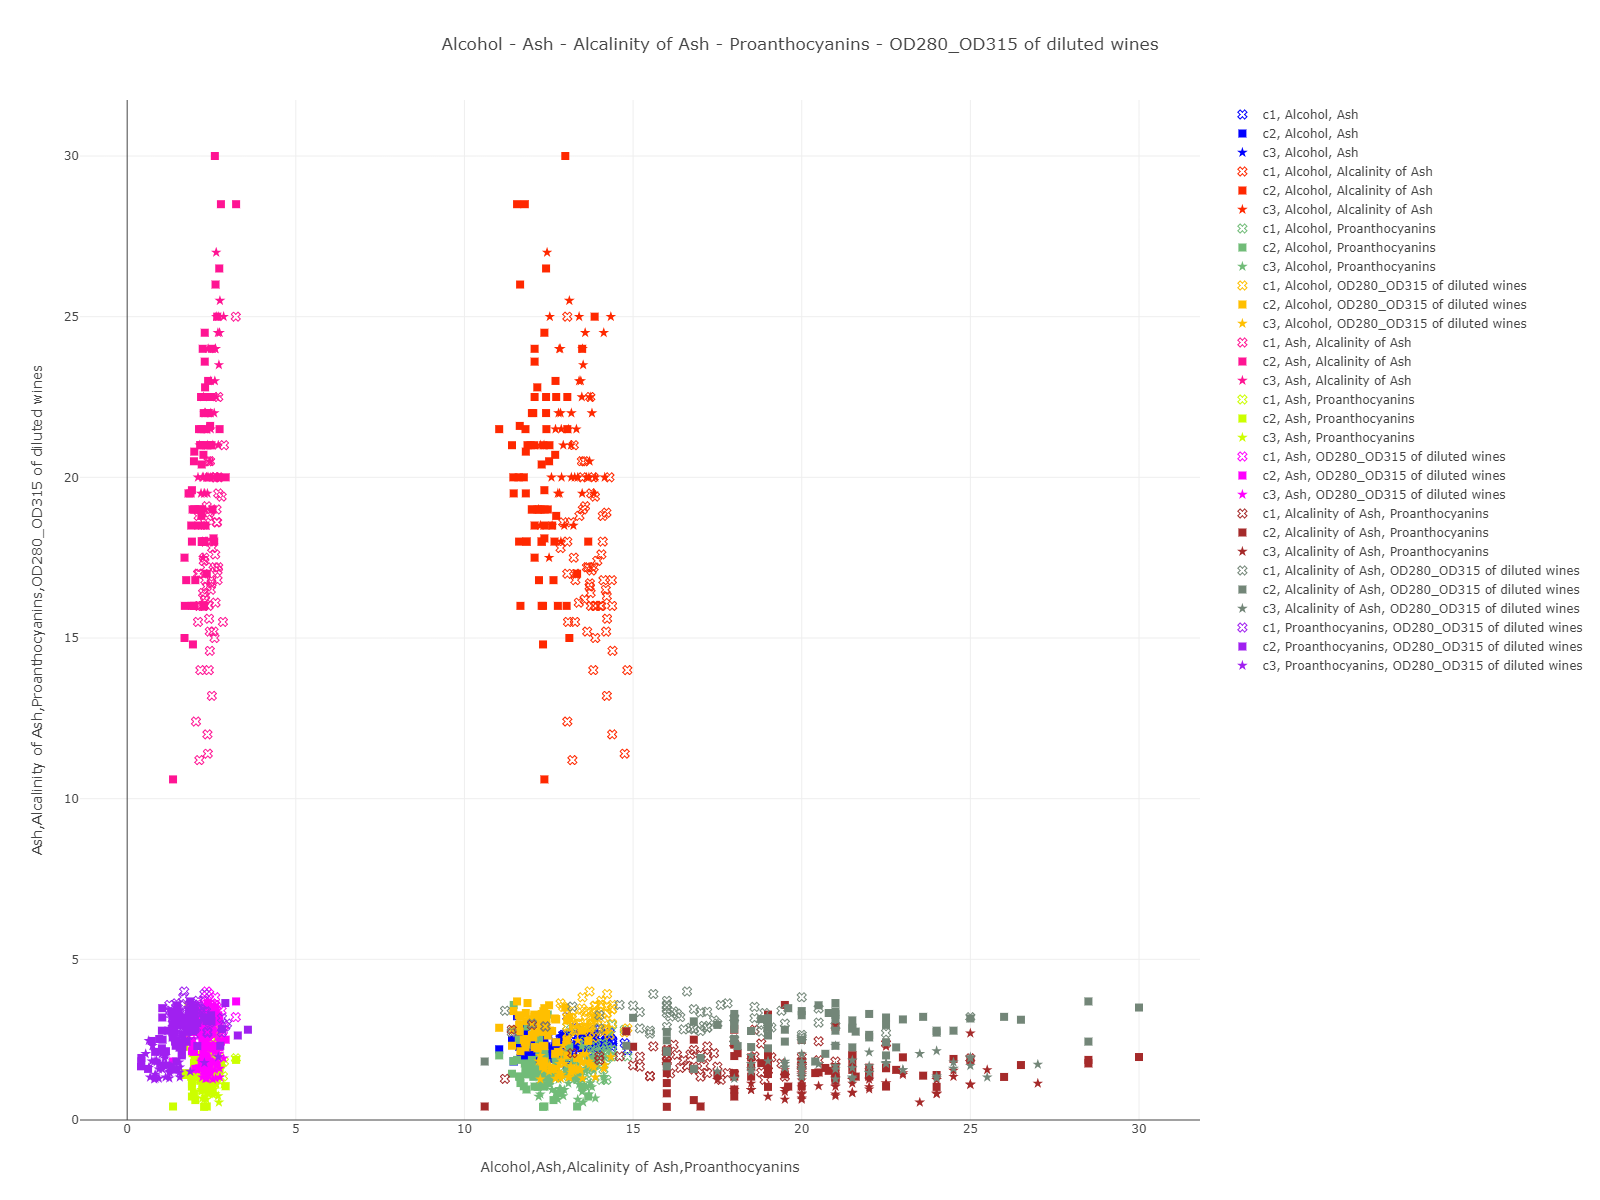 Alcohol - Ash - Alcalinity of Ash - Proanthocyanins - OD280_OD315 of diluted wines
Ash,Alcalinity of Ash,Proanthocyanins,OD280_OD315 of diluted wines
30
25
20
15
10
5
0
0
5
10
15
20
25
30
Alcohol,Ash,Alcalinity of Ash,Proanthocyanins
c1, Alcohol, Ash
c2, Alcohol, Ash
c3, Alcohol, Ash
c1, Alcohol, Alcalinity of Ash
c2, Alcohol, Alcalinity of Ash
c3, Alcohol, Alcalinity of Ash
c1, Alcohol, Proanthocyanins
c2, Alcohol, Proanthocyanins
c3, Alcohol, Proanthocyanins
c1, Alcohol, OD280_OD315 of diluted wines
c2, Alcohol, OD280_OD315 of diluted wines
c3, Alcohol, OD280_OD315 of diluted wines
c1, Ash, Alcalinity of Ash
c2, Ash, Alcalinity of Ash
c3, Ash, Alcalinity of Ash
c1, Ash, Proanthocyanins
c2, Ash, Proanthocyanins
c3, Ash, Proanthocyanins
c1, Ash, OD280_OD315 of diluted wines
c2, Ash, OD280_OD315 of diluted wines
c3, Ash, OD280_OD315 of diluted wines
c1, Alcalinity of Ash, Proanthocyanins
c2, Alcalinity of Ash, Proanthocyanins
c3, Alcalinity of Ash, Proanthocyanins
c1, Alcalinity of Ash, OD280_OD315 of diluted wines
c2, Alcalinity of Ash, OD280_OD315 of diluted wines
c3, Alcalinity of Ash, OD280_OD315 of diluted wines
c1, Proanthocyanins, OD280_OD315 of diluted wines
c2, Proanthocyanins, OD280_OD315 of diluted wines
c3, Proanthocyanins, OD280_OD315 of diluted wines